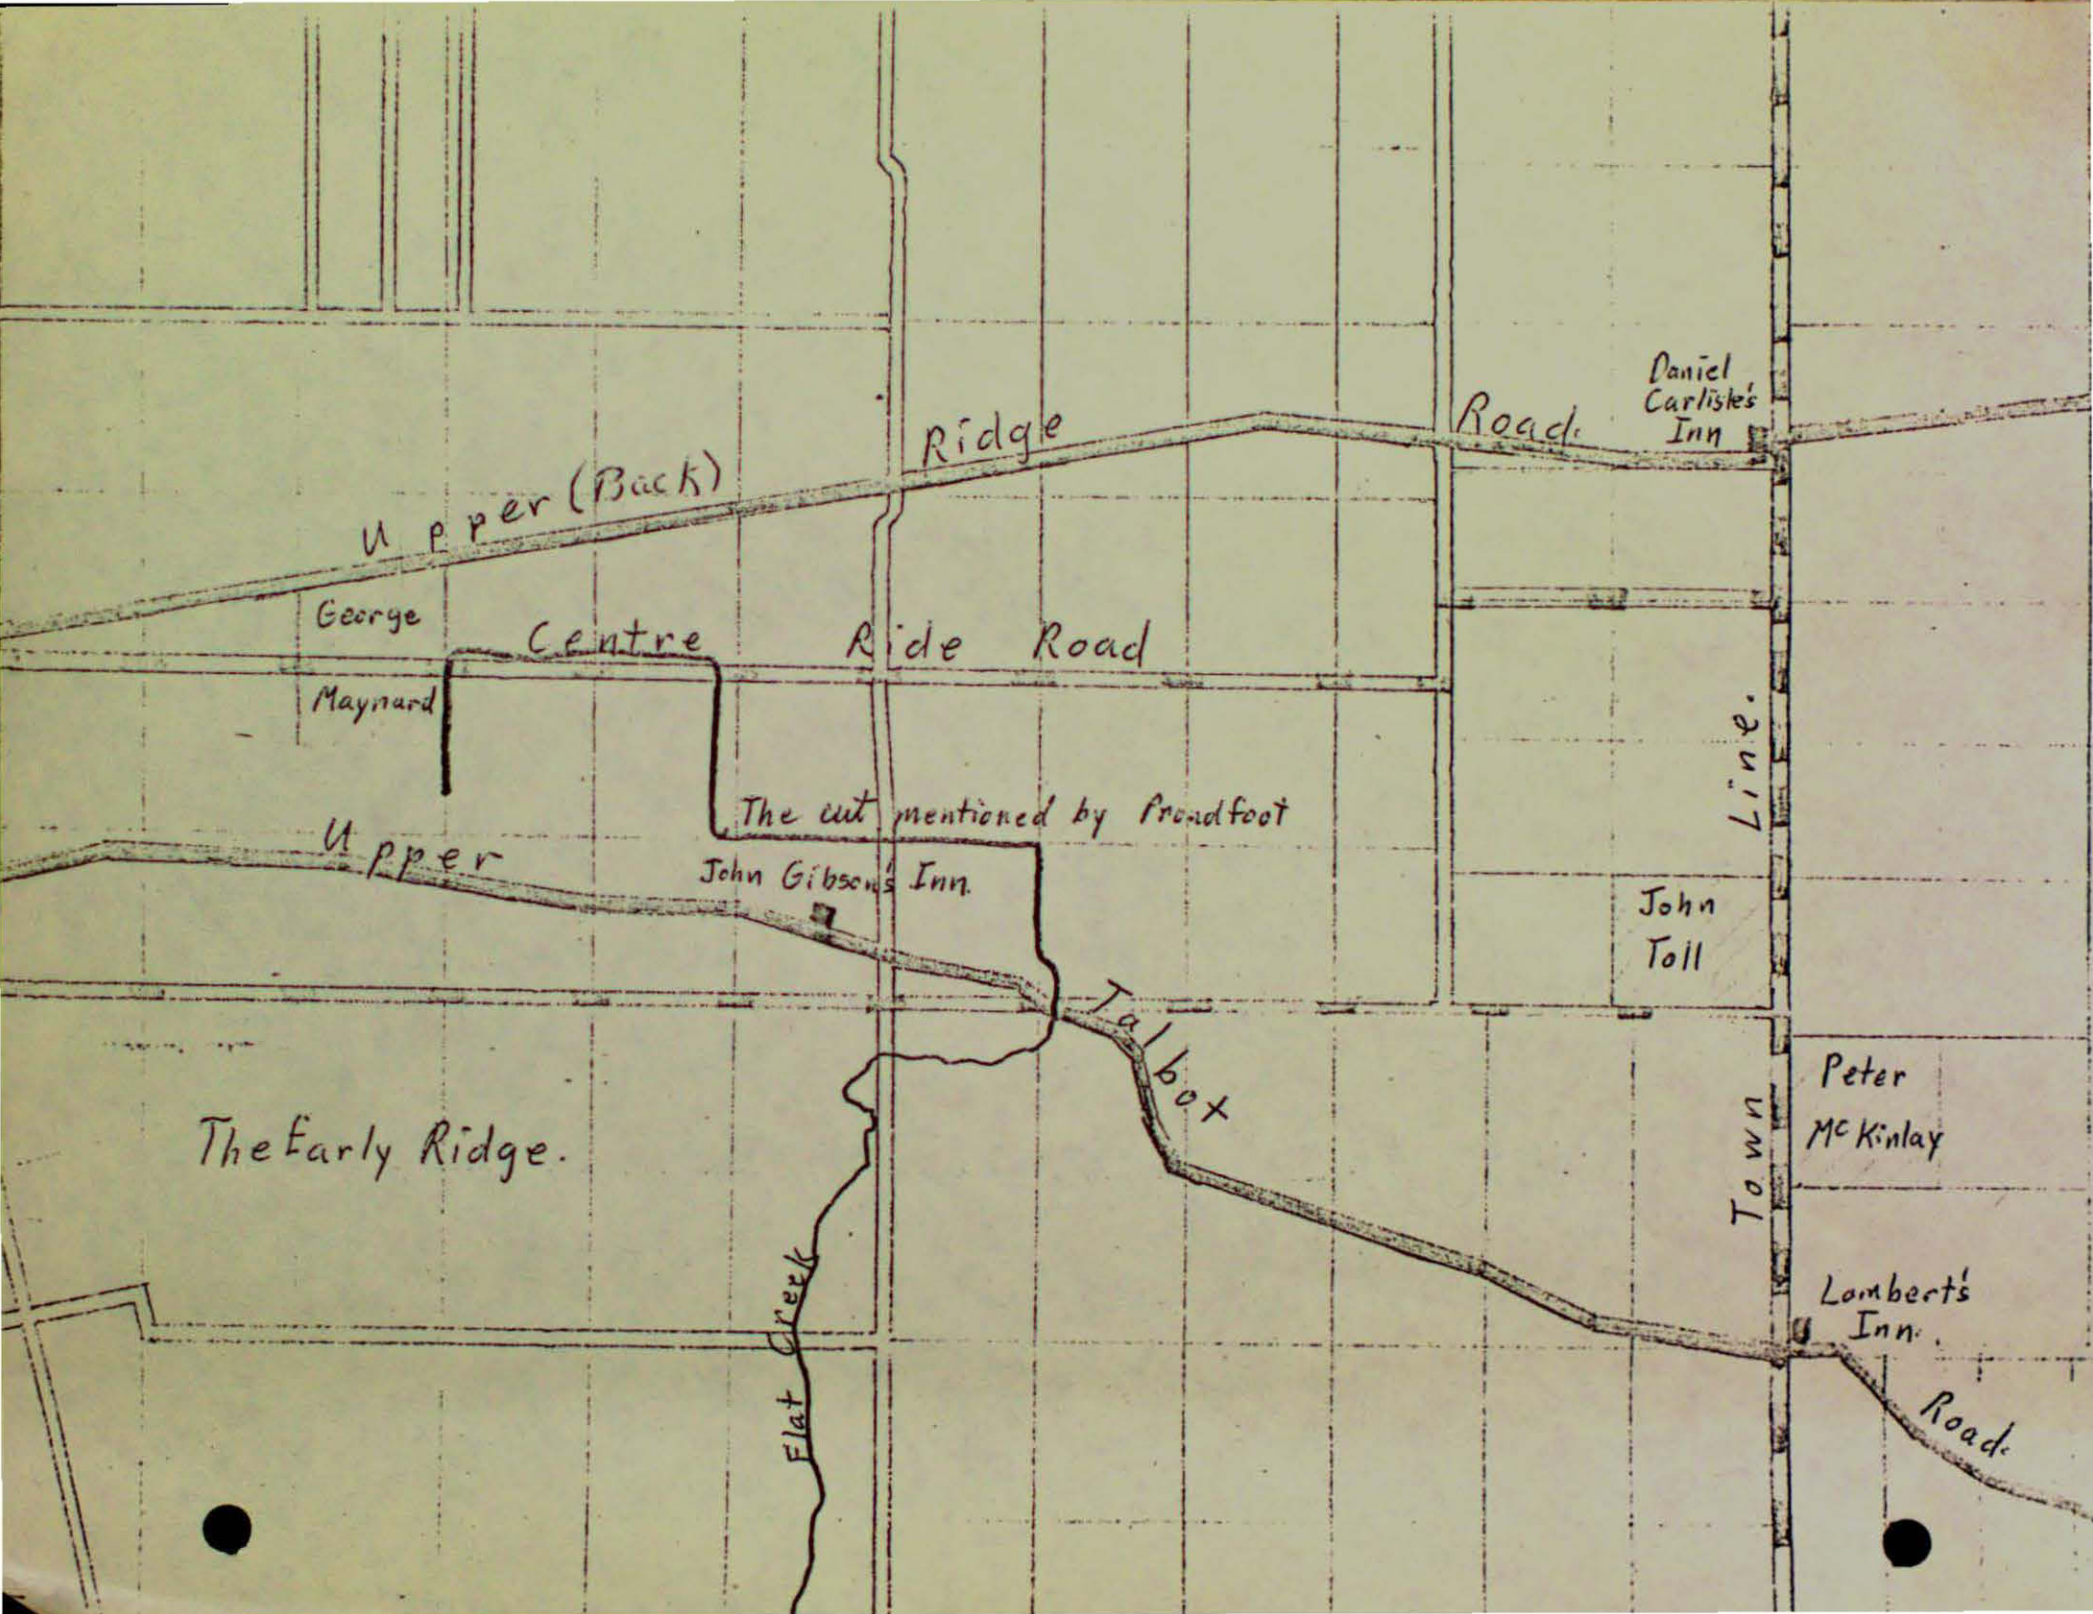 Daniel
Carlisle's
Inn
Upper (Back) Ridge Road.
George
Maynard
Centre Ride Road
The cut mentioned by Proudfoot
John Gibson's Inn.
Upper Talbox Road.
John
Toll
Town Line.
Peter
McKinlay
The Early Ridge.
Lambert's
Inn.
Flat Creek